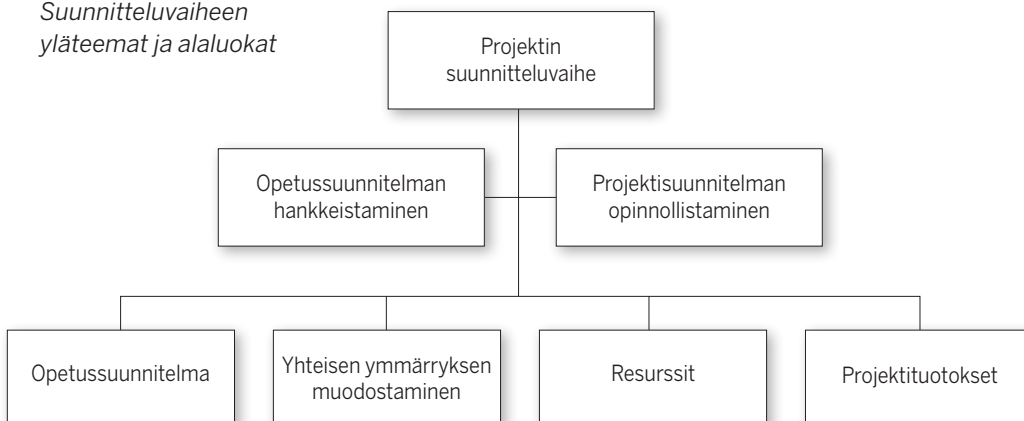 Suunnitteluvaiheen
yläteemat ja alaluokat
Projektin
suunnitteluvaihe
Opetussuunnitelman
hankkeistaminen
Projektisuunnitelman
opinnollistaminen
Opetussuunnitelma
Yhteisen ymmärryksen
muodostaminen
Resurssit
Projektituotokset